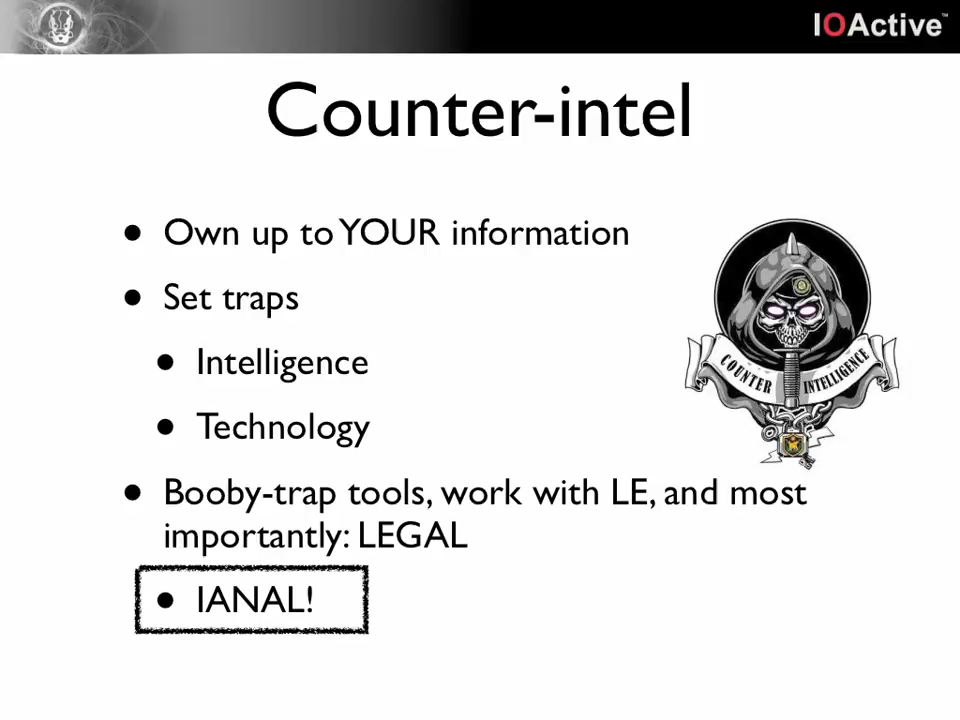 IOActive™
Counter-intel
• Own up to YOUR information
• Set traps
• Intelligence
• Technology
COUNTER INTELLIGENCE
• Booby-trap tools, work with LE, and most
importantly: LEGAL
• IANAL!